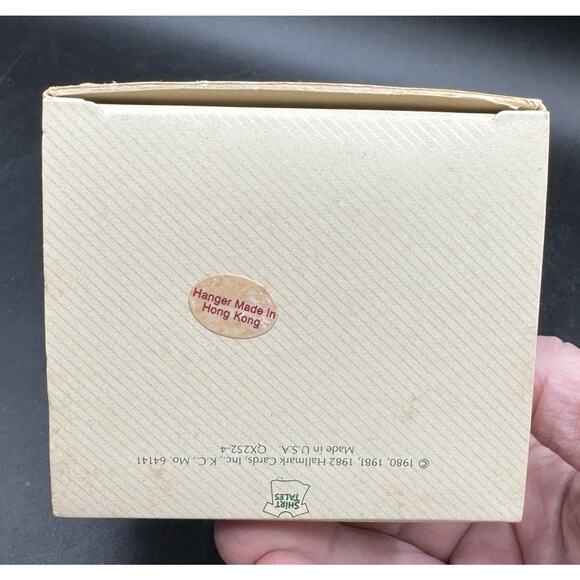 Hanger Made in
Hong Kong
SHIRT
TALES
© 1980, 1981, 1982 Hallmark Cards, Inc., K.C., Mo. 64141
Made in U.S.A. QX252-4